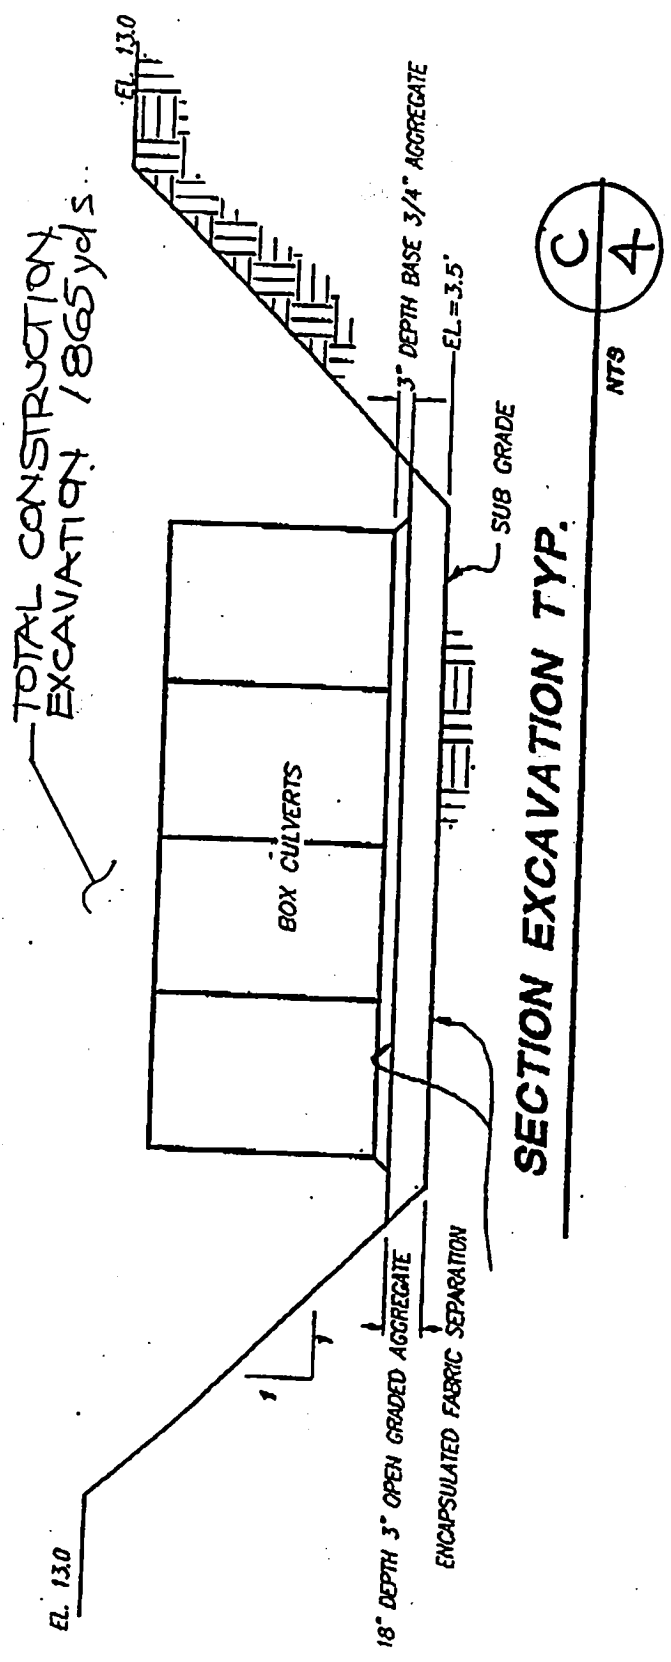 TOTAL CONSTRUCTION
EXCAVATION 1865 yds
EL. 13.0
EL. 13.0
BOX CULVERTS
1
1
3" DEPTH BASE 3/4" AGGREGATE
EL.=3.5'
SUB GRADE
18" DEPTH 3" OPEN GRADED AGGREGATE
ENCAPSULATED FABRIC SEPARATION
SECTION EXCAVATION TYP.
NTS
C
4